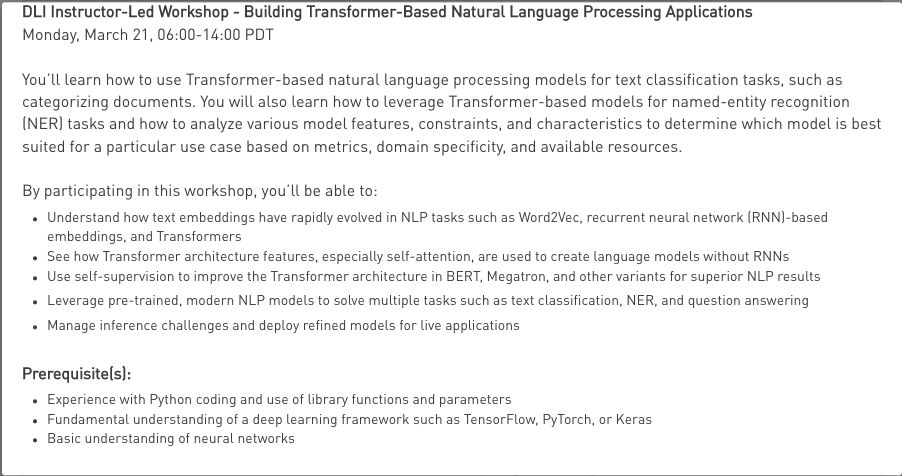 DLI Instructor-Led Workshop - Building Transformer-Based Natural Language Processing Applications
Monday, March 21, 06:00-14:00 PDT
You'll learn how to use Transformer-based natural language processing models for text classification tasks, such as
categorizing documents. You will also learn how to leverage Transformer-based models for named-entity recognition
(NER) tasks and how to analyze various model features, constraints, and characteristics to determine which model is best
suited for a particular use case based on metrics, domain specificity, and available resources.
By participating in this workshop, you'll be able to:
• Understand how text embeddings have rapidly evolved in NLP tasks such as Word2Vec, recurrent neural network (RNN)-based
embeddings, and Transformers
• See how Transformer architecture features, especially self-attention, are used to create language models without RNNs
• Use self-supervision to improve the Transformer architecture in BERT, Megatron, and other variants for superior NLP results
• Leverage pre-trained, modern NLP models to solve multiple tasks such as text classification, NER, and question answering
• Manage inference challenges and deploy refined models for live applications
Prerequisite(s):
• Experience with Python coding and use of library functions and parameters
• Fundamental understanding of a deep learning framework such as TensorFlow, PyTorch, or Keras
• Basic understanding of neural networks